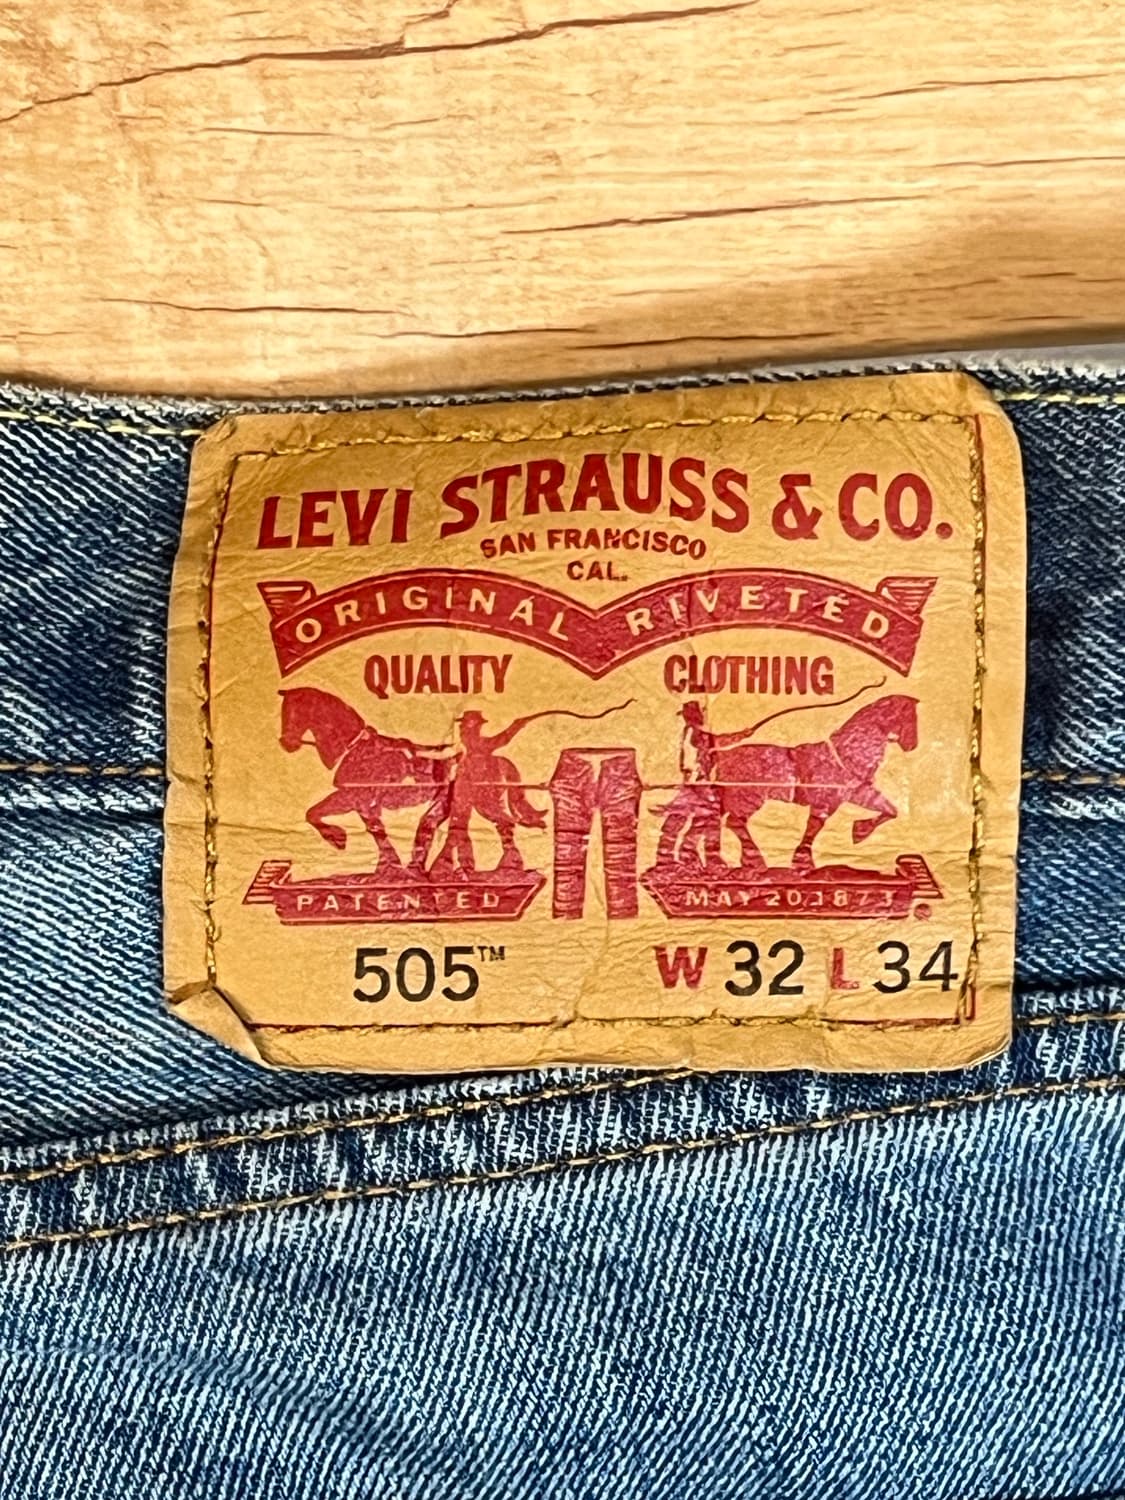 LEVI STRAUSS & CO.
SAN FRANCISCO
CAL.
ORIGINAL RIVETED
QUALITY CLOTHING
PATENTED MAY 20 1873
505™ W 32 L 34